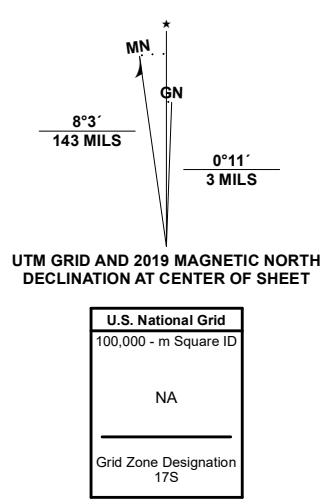 MN
GN
8°3´
143 MILS
0°11´
3 MILS
UTM GRID AND 2019 MAGNETIC NORTH
DECLINATION AT CENTER OF SHEET
U.S. National Grid
100,000 - m Square ID
NA
Grid Zone Designation
17S